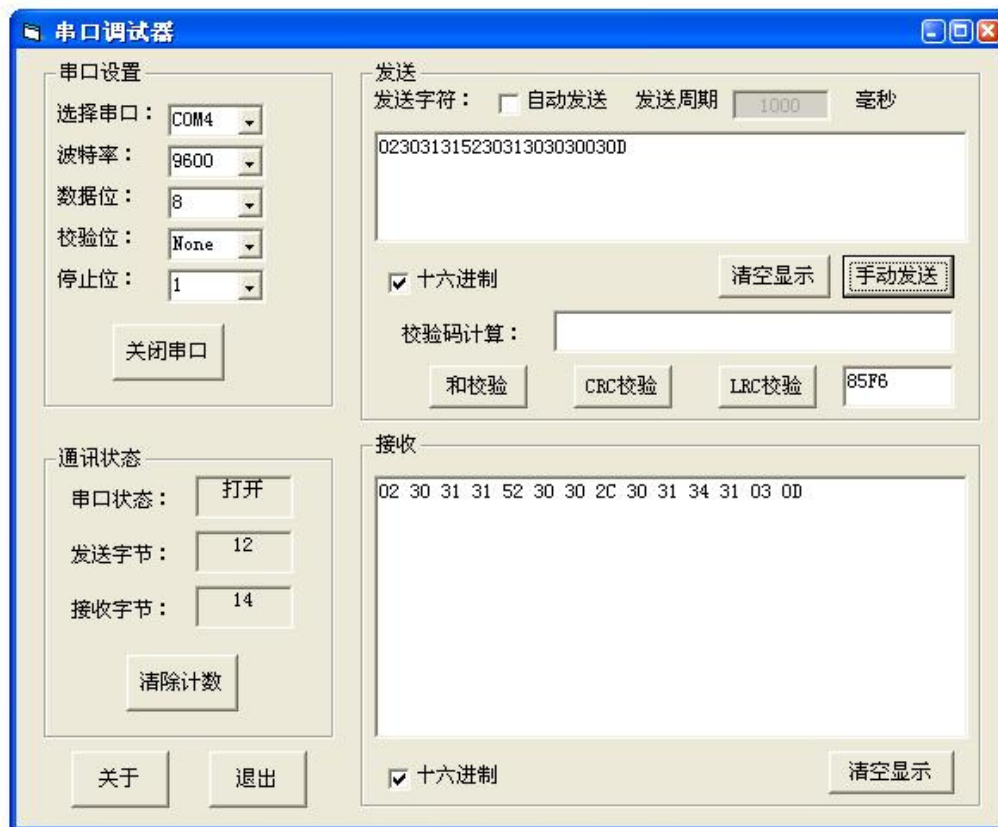 串口调试器
串口设置
选择串口： COM4
波特率： 9600
数据位： 8
校验位： None
停止位： 1
关闭串口
通讯状态
串口状态： 打开
发送字节： 12
接收字节： 14
清除计数
关于 退出
发送
发送字符： 自动发送 发送周期 1000 毫秒
02303131523031303030030D
十六进制 清空显示 手动发送
校验码计算：
和校验 CRC校验 LRC校验 85F6
接收
02 30 31 31 52 30 30 2C 30 31 34 31 03 0D
十六进制 清空显示